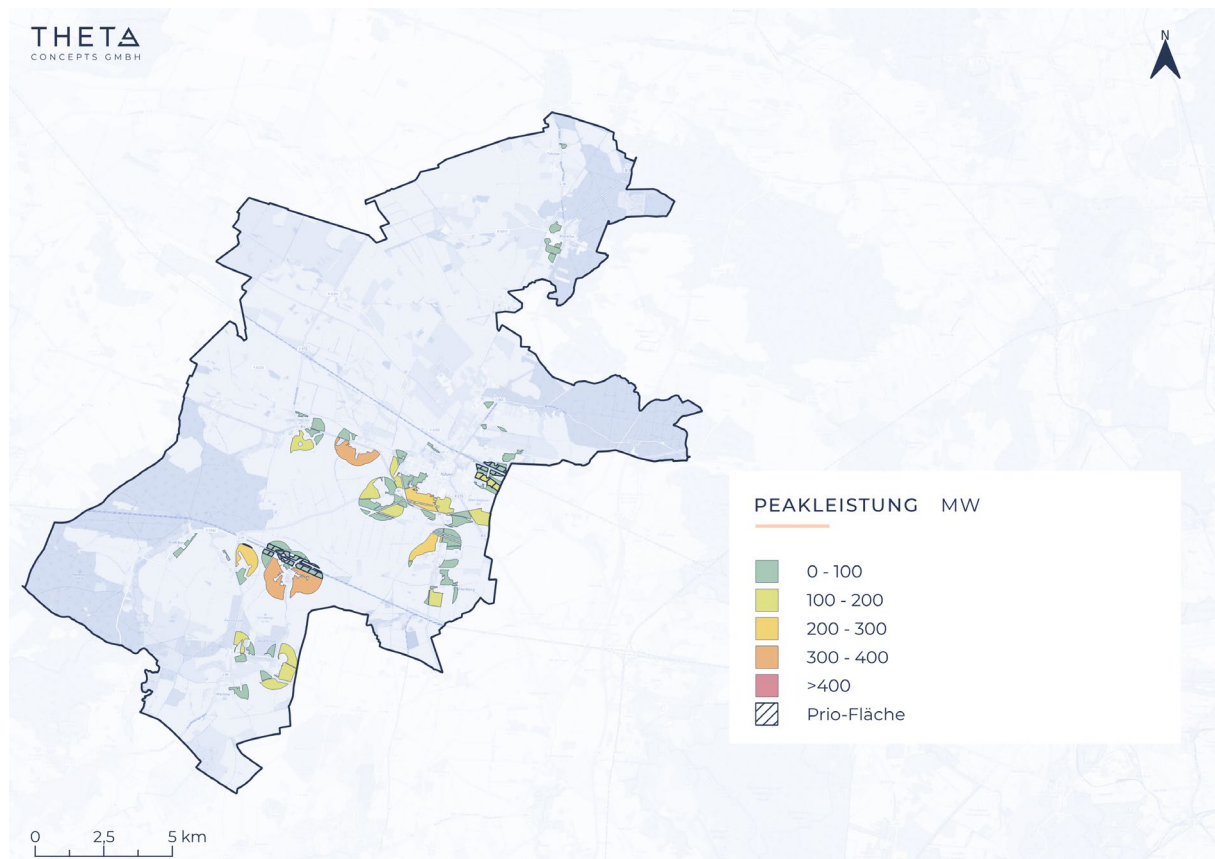 THETA
CONCEPTS GMBH
N
PEAKLEISTUNG MW
0 - 100
100 - 200
200 - 300
300 - 400
>400
Prio-Fläche
0 2,5 5 km